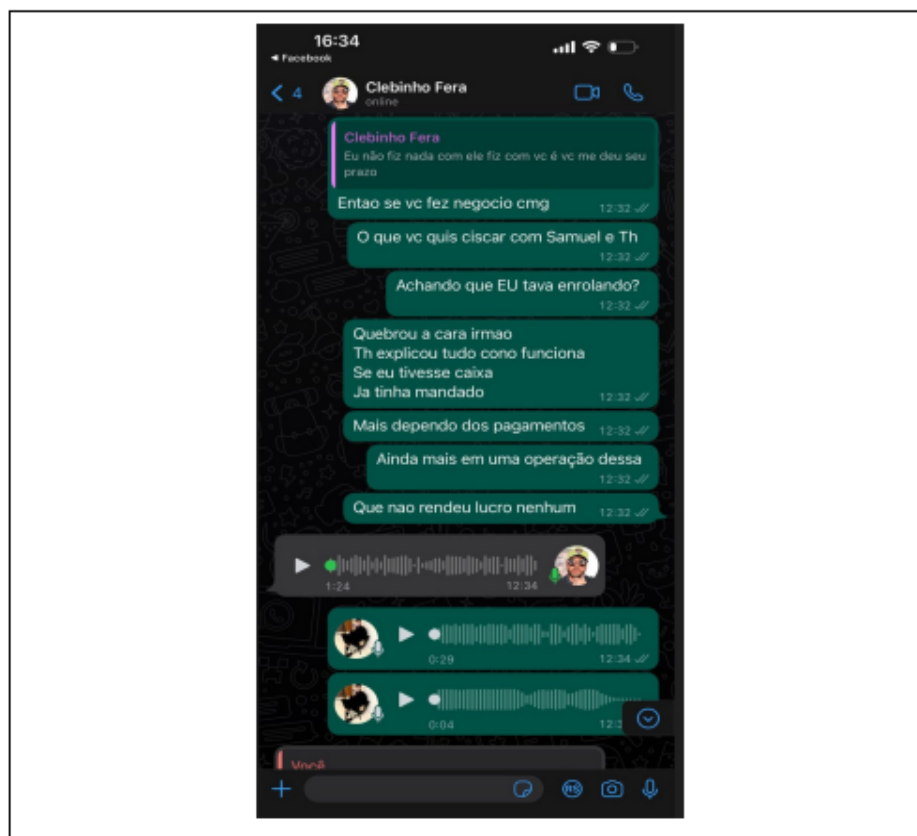 16:34
◀ Facebook
4
Clebinho Fera
online
Clebinho Fera
Eu não fiz nada com ele fiz com vc é vc me deu seu
prazo
Entao se vc fez negocio cmg
12:32
O que vc quis ciscar com Samuel e Th
12:32
Achando que EU tava enrolando?
12:32
Quebrou a cara irmao
Th explicou tudo cono funciona
Se eu tivesse caixa
Ja tinha mandado
12:32
Mais dependo dos pagamentos
12:32
Ainda mais em uma operação dessa
12:32
Que nao rendeu lucro nenhum
12:32
1:24
12:34
0:29
12:34
0:04
Você
R$